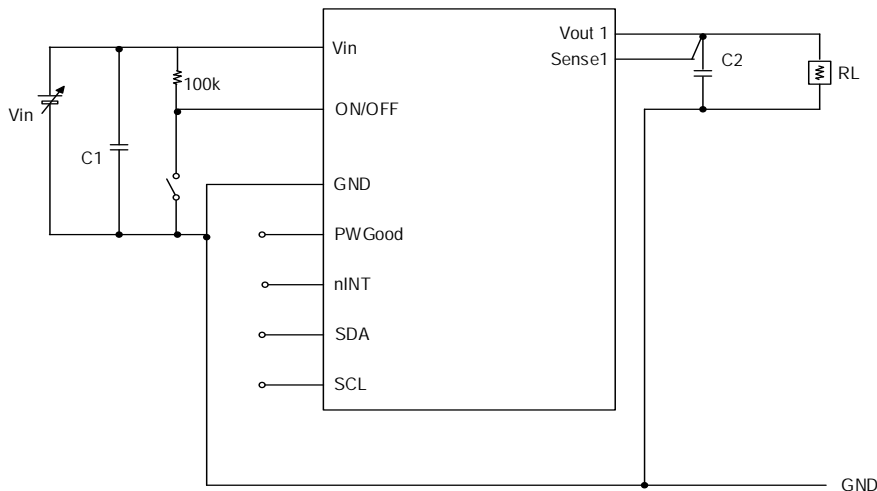 Vout 1
Vin
Sense1
C2
100k
RL
Vin
ON/OFF
C1
GND
PWGood
nINT
SDA
SCL
GND